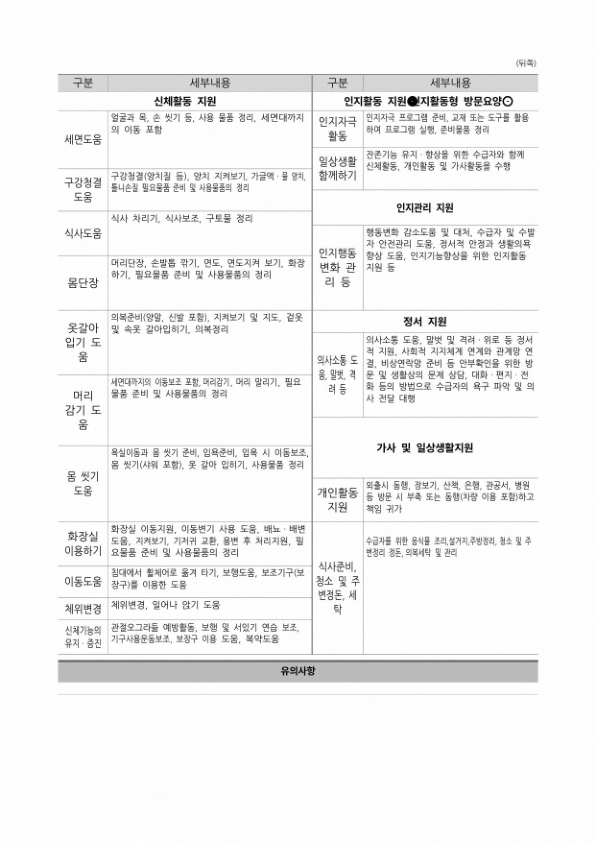 (뒤쪽)
구분 세부내용
신체활동 지원
세면도움
얼굴과 목, 손 씻기 등, 사용 물품 정리, 세면대까지
의 이동 포함
구강청결
도움
구강청결(양치질 등), 양치 지켜보기, 가글액ㆍ물 양치,
틀니손질 필요물품 준비 및 사용물품의 정리
식사도움
식사 차리기, 식사보조, 구토물 정리
몸단장
머리단장, 손발톱 깎기, 면도, 면도지켜 보기, 화장
하기, 필요물품 준비 및 사용물품의 정리
옷갈아
입기 도
움
의복준비(양말, 신발 포함), 지켜보기 및 지도, 겉옷
및 속옷 갈아입히기, 의복정리
머리
감기 도
움
세면대까지의 이동보조 포함, 머리감기, 머리 말리기, 필요
물품 준비 및 사용물품의 정리
몸 씻기
도움
욕실이동과 몸 씻기 준비, 입욕준비, 입욕 시 이동보조,
몸 씻기(샤워 포함), 옷 갈아 입히기, 사용물품 정리
화장실
이용하기
화장실 이동지원, 이동변기 사용 도움, 배뇨ㆍ배변
도움, 지켜보기, 기저귀 교환, 용변 후 처리지원, 필
요물품 준비 및 사용물품의 정리
이동도움
침대에서 휠체어로 옮겨 타기, 보행도움, 보조기구(보
장구)를 이용한 도움
체위변경
체위변경, 일어나 앉기 도움
신체기능의
유지ㆍ증진
관절오그라듦 예방활동, 보행 및 서있기 연습 보조,
기구사용운동보조, 보장구 이용 도움, 복약도움
구분 세부내용
인지활동 지원 인지활동형 방문요양
인지자극
활동
인지자극 프로그램 준비, 교재 또는 도구를 활용
하여 프로그램 실행, 준비물품 정리
일상생활
함께하기
잔존기능 유지ㆍ향상을 위한 수급자와 함께
신체활동, 개인활동 및 가사활동을 수행
인지관리 지원
인지행동
변화 관
리 등
행동변화 감소도움 및 대처, 수급자 및 수발
자 안전관리 도움, 정서적 안정과 생활의욕
향상 도움, 인지기능향상을 위한 인지활동
지원 등
정서 지원
의사소통 도
움, 말벗, 격
려 등
의사소통 도움, 말벗 및 격려ㆍ위로 등 정서
적 지원, 사회적 지지체계 연계와 관계망 연
결, 비상연락망 준비 등 안부확인을 위한 방
문 및 생활상의 문제 상담, 대화ㆍ편지ㆍ전
화 등의 방법으로 수급자의 욕구 파악 및 의
사 전달 대행
가사 및 일상생활지원
개인활동
지원
외출시 동행, 장보기, 산책, 은행, 관공서, 병원
등 방문 시 부축 또는 동행(차량 이용 포함)하고
책임 귀가
식사준비,
청소 및 주
변정돈, 세
탁
수급자를 위한 음식물 조리,설거지,주방정리, 청소 및 주
변정리 정돈, 의복세탁 및 관리
유의사항